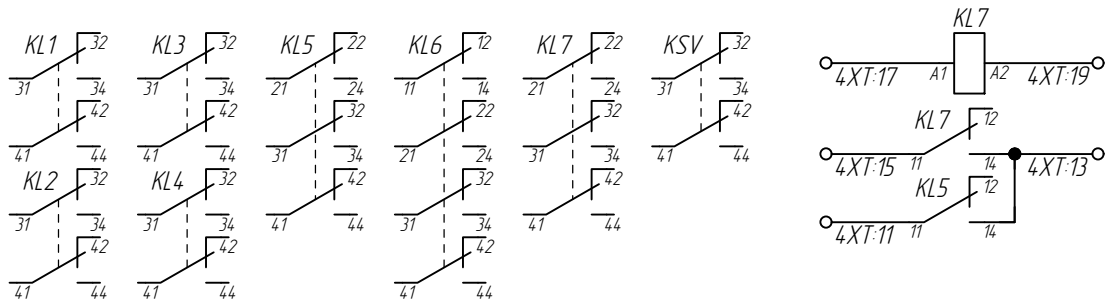 KL1 32 KL3 32 KL5 22 KL6 12 KL7 22 KSV 32
31 34 31 34 21 24 11 14 21 24 31 34
42 42 32 22 32 42
41 44 41 44 31 34 21 24 31 34 41 44
KL2 32 KL4 32 42 32 42
31 34 31 34 41 44 31 34 41 44
42 42 42
41 44 41 44 41 44
KL7
4XT:17 A1 A2 4XT:19
KL7 12
4XT:15 11 14 4XT:13
KL5 12
4XT:11 11 14